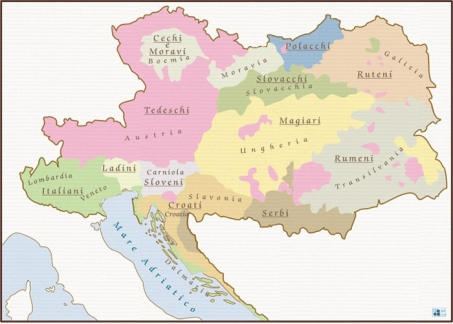 Cechi
e
Moravi
Boemia
Moravia
Polacchi
Galizia
Ruteni
Slovacchi
Slovacchia
Tedeschi
Austria
Magiari
Ungheria
Rumeni
Transilvania
Ladini
Lombardia
Italiani
Veneto
Carniola
Sloveni
Slavonia
Croati
Croazia
Serbi
Dalmazia
Mare Adriatico